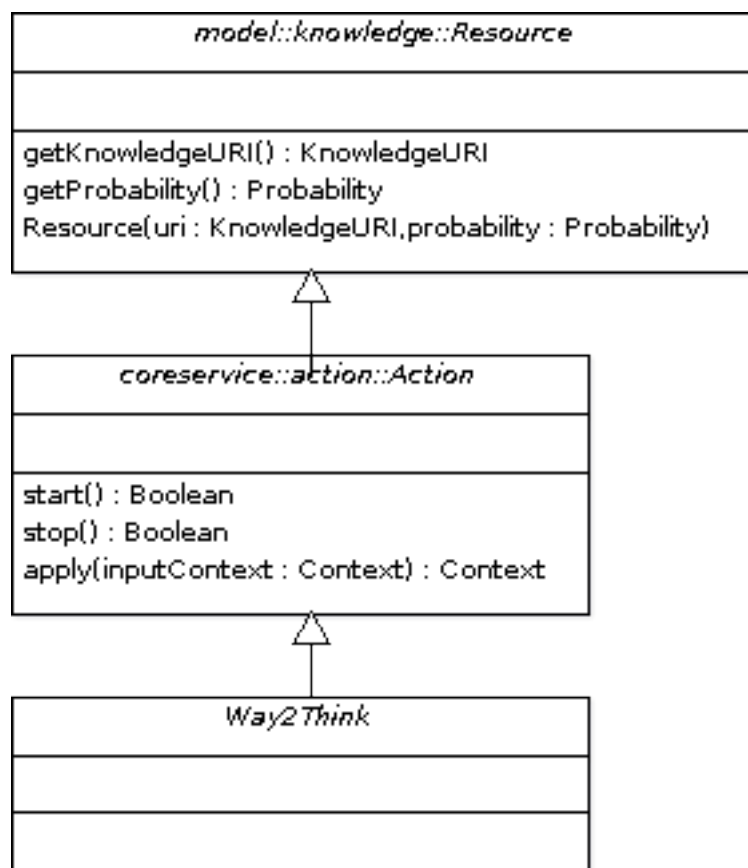 model::knowledge::Resource
getKnowledgeURI() : KnowledgeURI
getProbability() : Probability
Resource(uri : KnowledgeURI,probability : Probability)
coreservice::action::Action
start() : Boolean
stop() : Boolean
apply(inputContext : Context) : Context
Way2Think